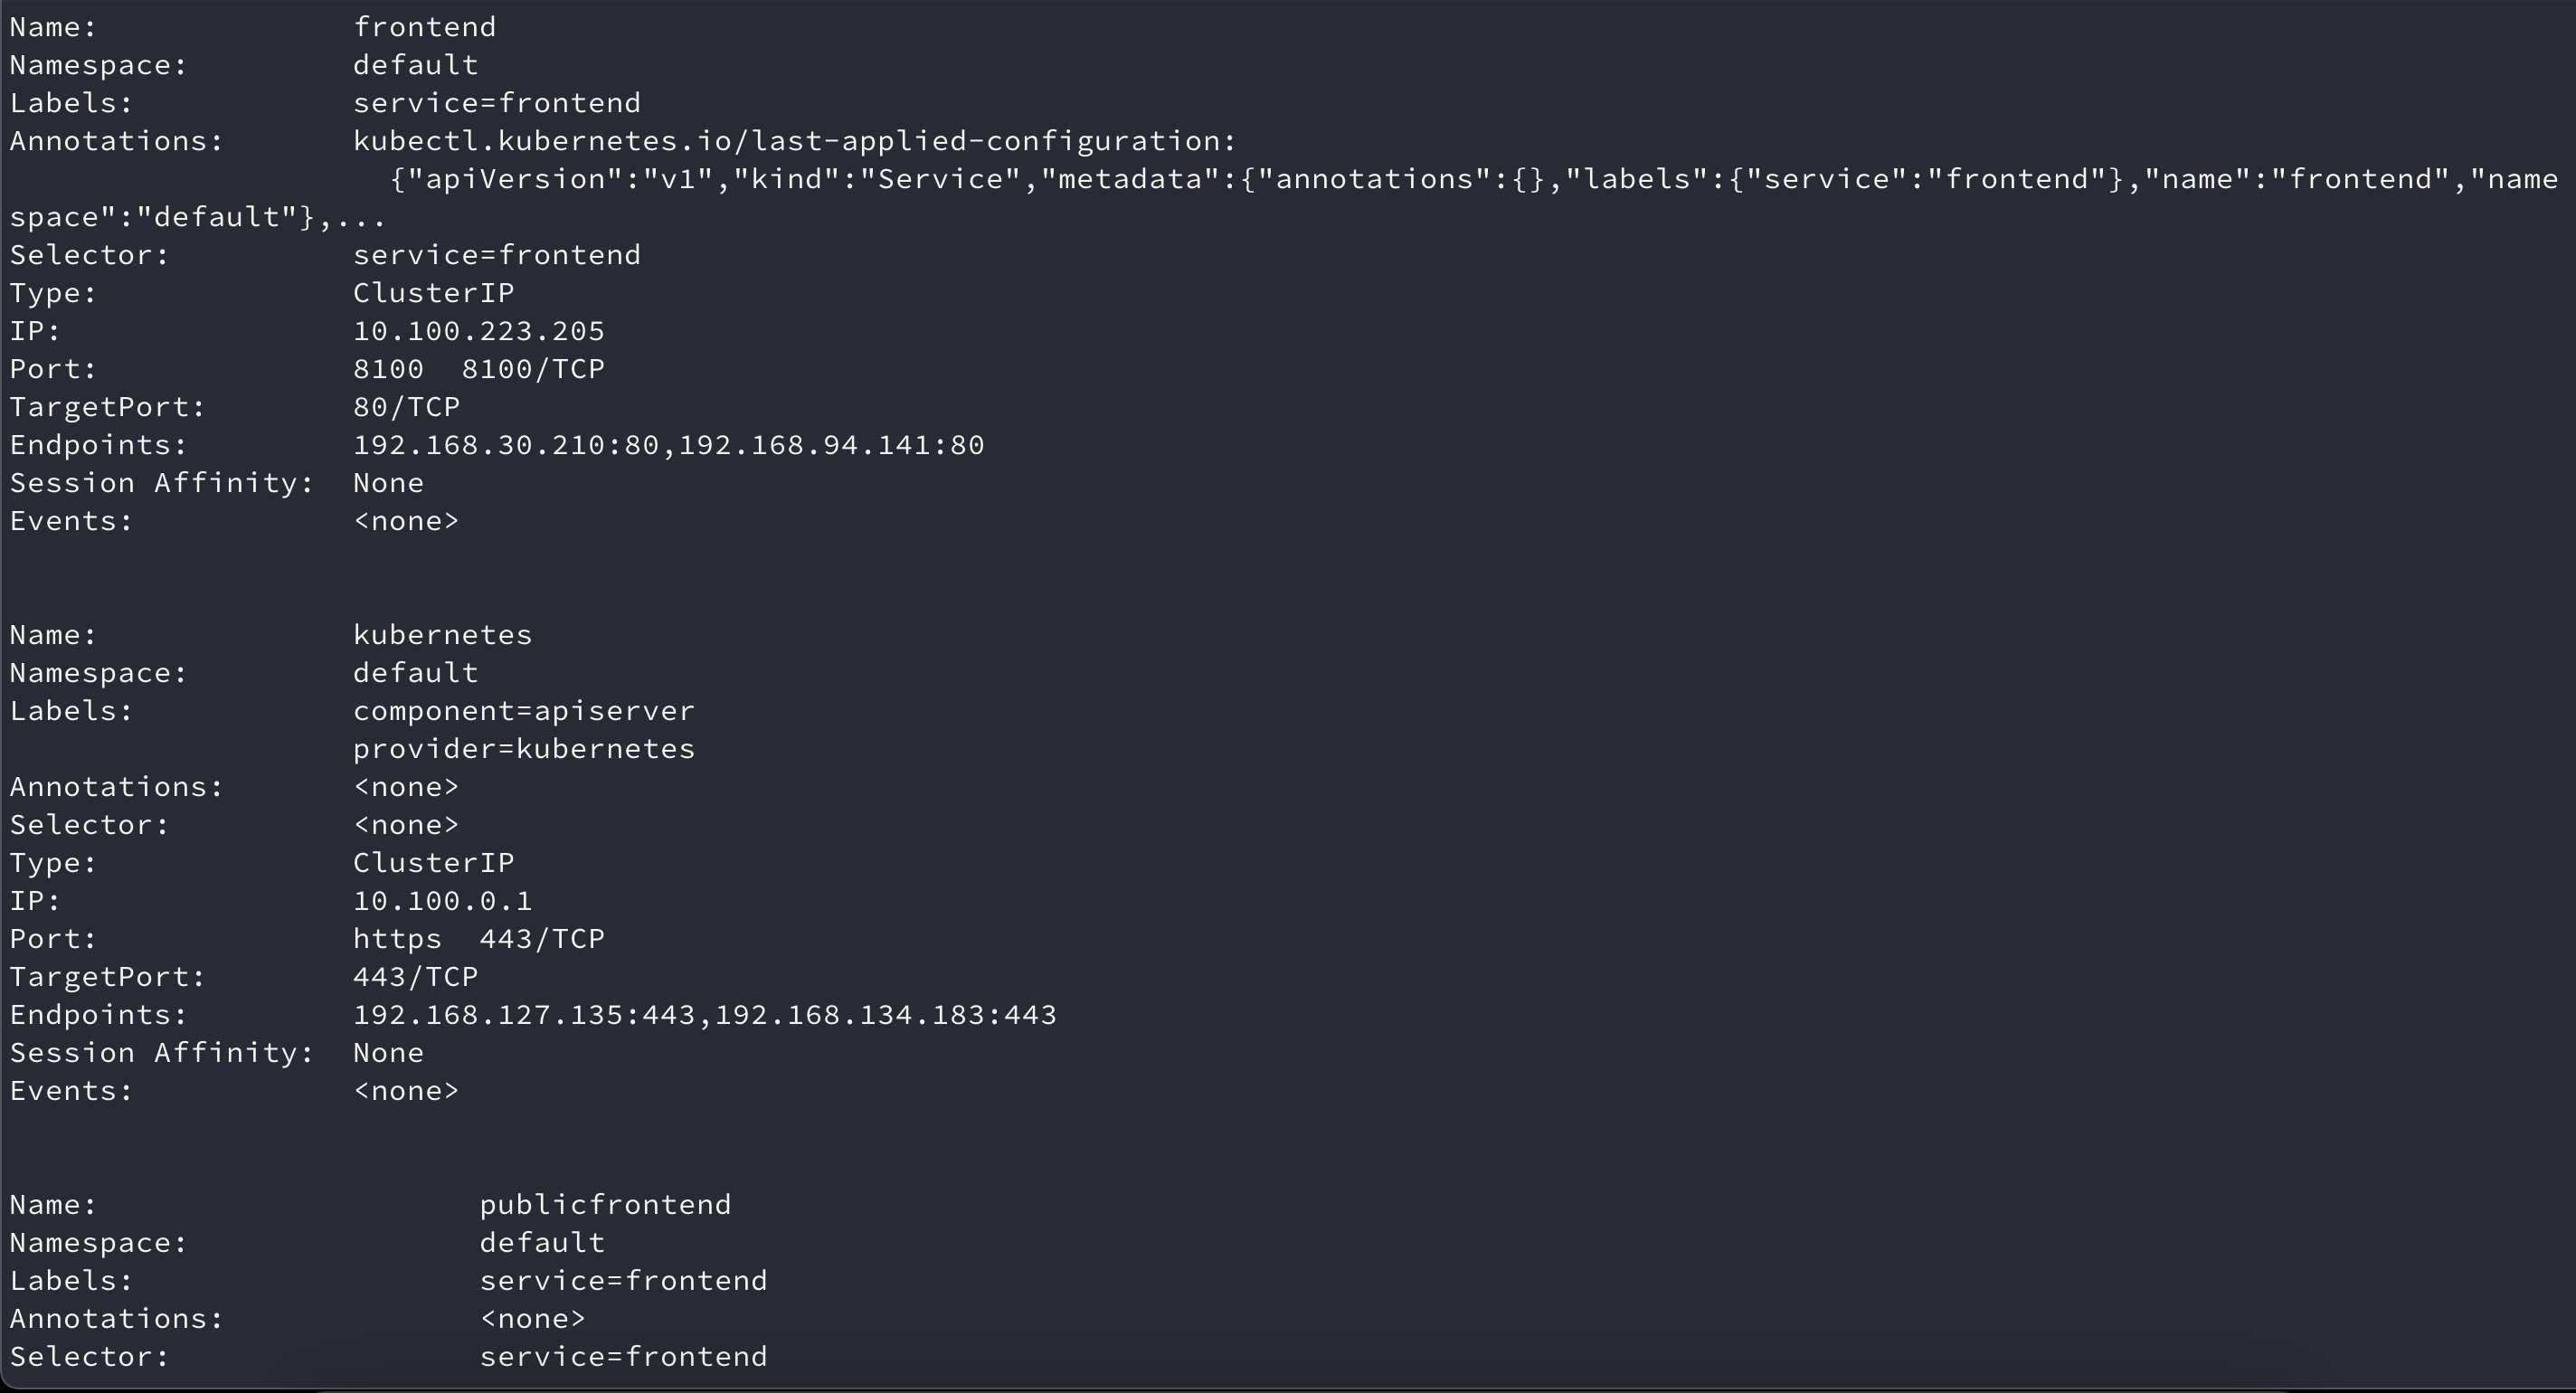 Name:              frontend
Namespace:         default
Labels:            service=frontend
Annotations:       kubectl.kubernetes.io/last-applied-configuration:
                     {"apiVersion":"v1","kind":"Service","metadata":{"annotations":{},"labels":{"service":"frontend"},"name":"frontend","name
space":"default"},...
Selector:          service=frontend
Type:              ClusterIP
IP:                10.100.223.205
Port:              8100  8100/TCP
TargetPort:        80/TCP
Endpoints:         192.168.30.210:80,192.168.94.141:80
Session Affinity:  None
Events:            <none>
Name:              kubernetes
Namespace:         default
Labels:            component=apiserver
                   provider=kubernetes
Annotations:       <none>
Selector:          <none>
Type:              ClusterIP
IP:                10.100.0.1
Port:              https  443/TCP
TargetPort:        443/TCP
Endpoints:         192.168.127.135:443,192.168.134.183:443
Session Affinity:  None
Events:            <none>
Name:                     publicfrontend
Namespace:                default
Labels:                   service=frontend
Annotations:              <none>
Selector:                 service=frontend